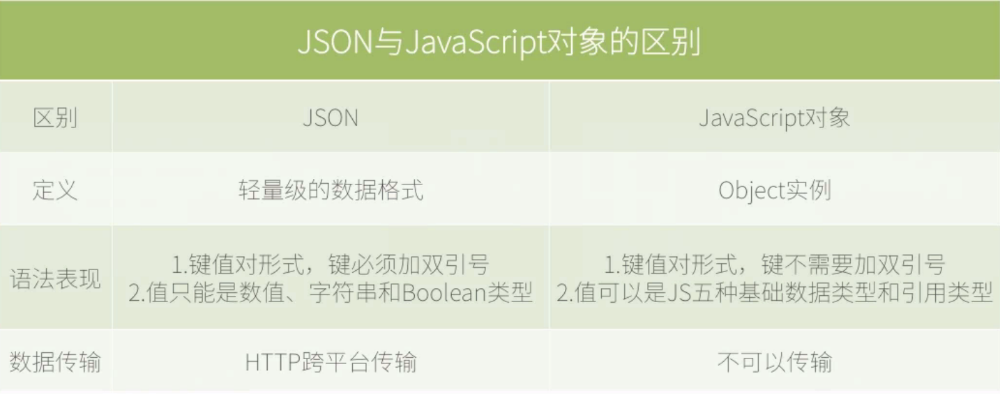 JSON与JavaScript对象的区别
区别 JSON JavaScript对象
定义 轻量级的数据格式 Object实例
语法表现
1.键值对形式，键必须加双引号
2.值只能是数值、字符串和Boolean类型
1.键值对形式，键不需要加双引号
2.值可以是JS五种基础数据类型和引用类型
数据传输 HTTP跨平台传输 不可以传输